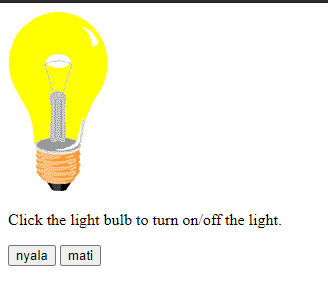 Click the light bulb to turn on/off the light.
nyala mati